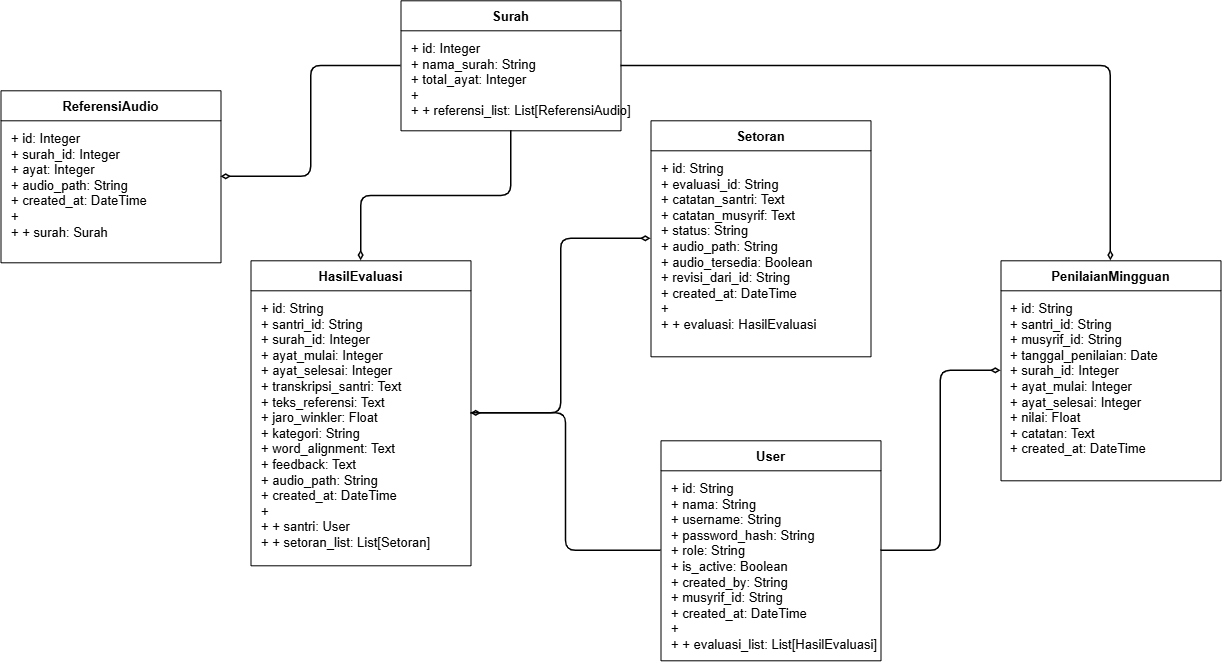 Surah
+ id: Integer
+ nama_surah: String
+ total_ayat: Integer
+
+ + referensi_list: List[ReferensiAudio]
ReferensiAudio
+ id: Integer
+ surah_id: Integer
+ ayat: Integer
+ audio_path: String
+ created_at: DateTime
+
+ + surah: Surah
Setoran
+ id: String
+ evaluasi_id: String
+ catatan_santri: Text
+ catatan_musyrif: Text
+ status: String
+ audio_path: String
+ audio_tersedia: Boolean
+ revisi_dari_id: String
+ created_at: DateTime
+
+ + evaluasi: HasilEvaluasi
HasilEvaluasi
+ id: String
+ santri_id: String
+ surah_id: Integer
+ ayat_mulai: Integer
+ ayat_selesai: Integer
+ transkripsi_santri: Text
+ teks_referensi: Text
+ jaro_winkler: Float
+ kategori: String
+ word_alignment: Text
+ feedback: Text
+ audio_path: String
+ created_at: DateTime
+
+ + santri: User
+ + setoran_list: List[Setoran]
PenilaianMingguan
+ id: String
+ santri_id: String
+ musyrif_id: String
+ tanggal_penilaian: Date
+ surah_id: Integer
+ ayat_mulai: Integer
+ ayat_selesai: Integer
+ nilai: Float
+ catatan: Text
+ created_at: DateTime
User
+ id: String
+ nama: String
+ username: String
+ password_hash: String
+ role: String
+ is_active: Boolean
+ created_by: String
+ musyrif_id: String
+ created_at: DateTime
+
+ + evaluasi_list: List[HasilEvaluasi]